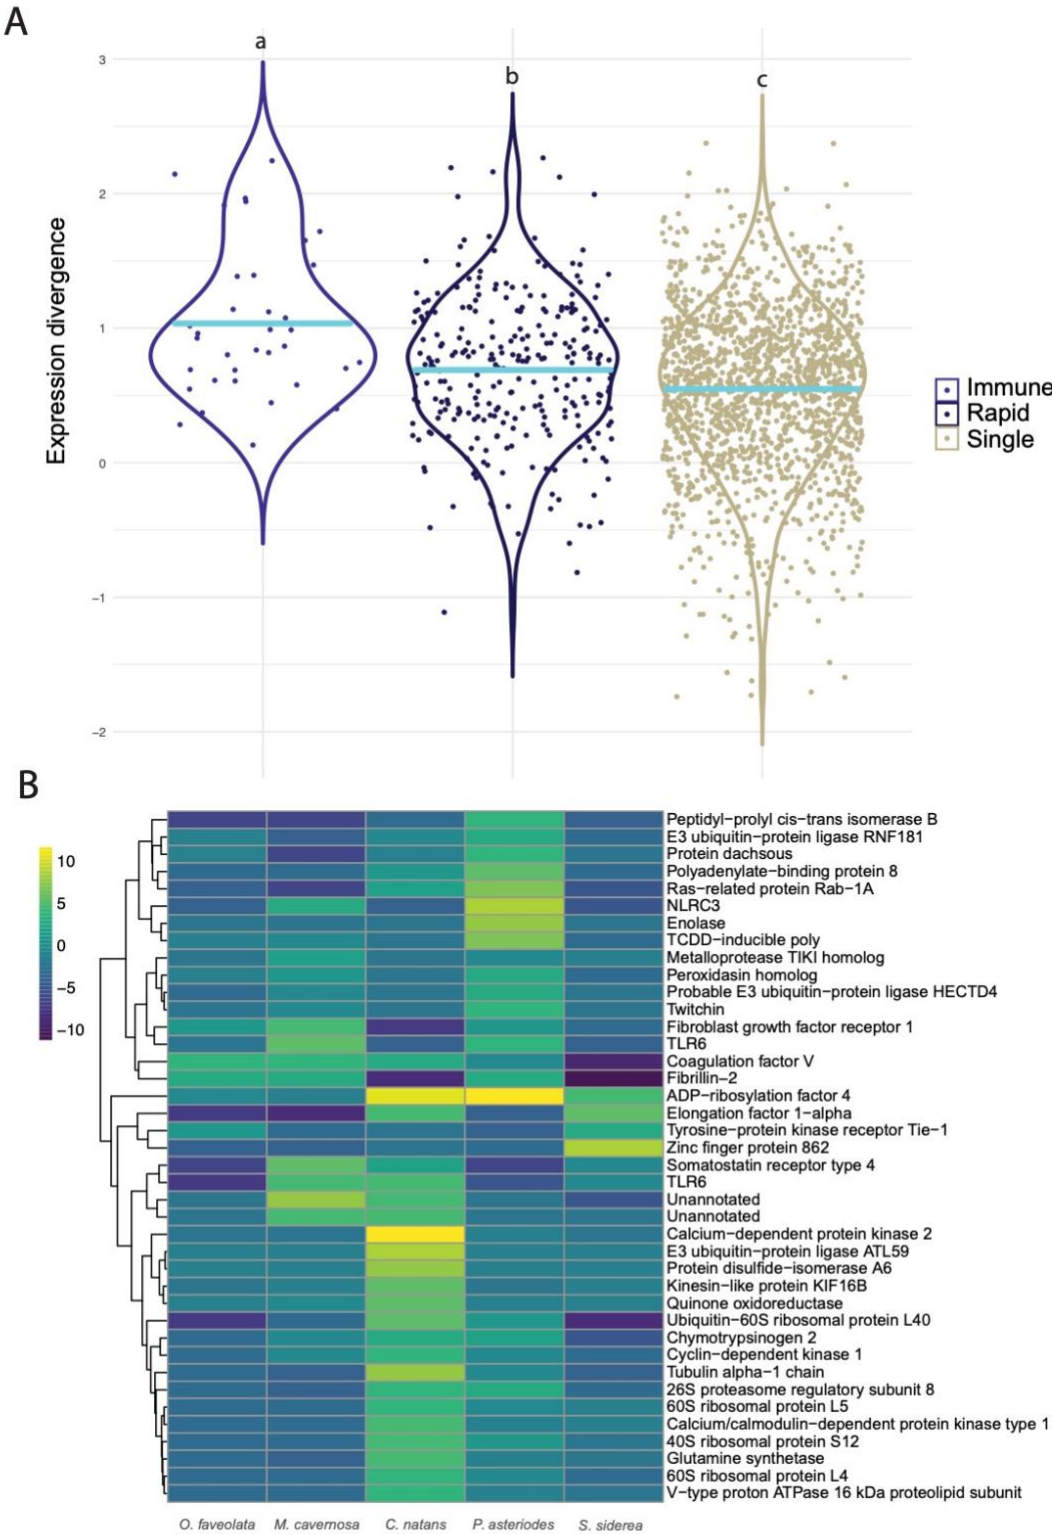 A
a
b
c
3
2
1
0
−1
−2
Expression divergence
Immune
Rapid
Single
B
10
5
0
−5
−10
Peptidyl−prolyl cis−trans isomerase B
E3 ubiquitin−protein ligase RNF181
Protein dachsous
Polyadenylate−binding protein 8
Ras−related protein Rab−1A
NLRC3
Enolase
TCDD−inducible poly
Metalloprotease TIKI homolog
Peroxidasin homolog
Probable E3 ubiquitin−protein ligase HECTD4
Twitchin
Fibroblast growth factor receptor 1
TLR6
Coagulation factor V
Fibrillin−2
ADP−ribosylation factor 4
Elongation factor 1−alpha
Tyrosine−protein kinase receptor Tie−1
Zinc finger protein 862
Somatostatin receptor type 4
TLR6
Unannotated
Unannotated
Calcium−dependent protein kinase 2
E3 ubiquitin−protein ligase ATL59
Protein disulfide−isomerase A6
Kinesin−like protein KIF16B
Quinone oxidoreductase
Ubiquitin−60S ribosomal protein L40
Chymotrypsinogen 2
Cyclin−dependent kinase 1
Tubulin alpha−1 chain
26S proteasome regulatory subunit 8
60S ribosomal protein L5
Calcium/calmodulin−dependent protein kinase type 1
40S ribosomal protein S12
Glutamine synthetase
60S ribosomal protein L4
V−type proton ATPase 16 kDa proteolipid subunit
O. faveolata M. cavernosa C. natans P. asteriodes S. siderea